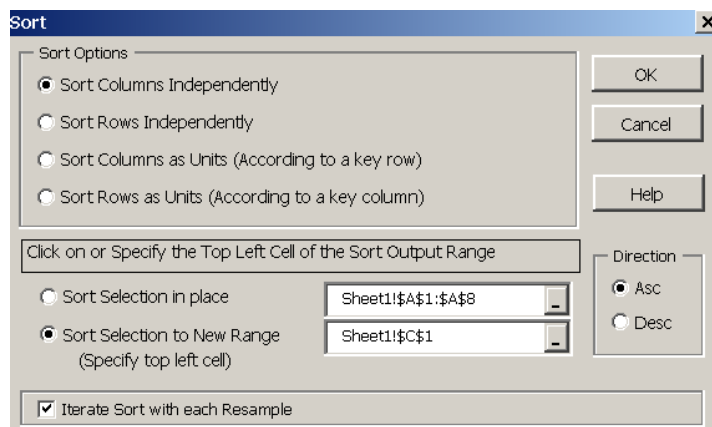 Sort
Sort Options
Sort Columns Independently
Sort Rows Independently
Sort Columns as Units (According to a key row)
Sort Rows as Units (According to a key column)
OK
Cancel
Help
Click on or Specify the Top Left Cell of the Sort Output Range
Sort Selection in place
Sheet1!$A$1:$A$8
Sort Selection to New Range
(Specify top left cell)
Sheet1!$C$1
Direction
Asc
Desc
Iterate Sort with each Resample